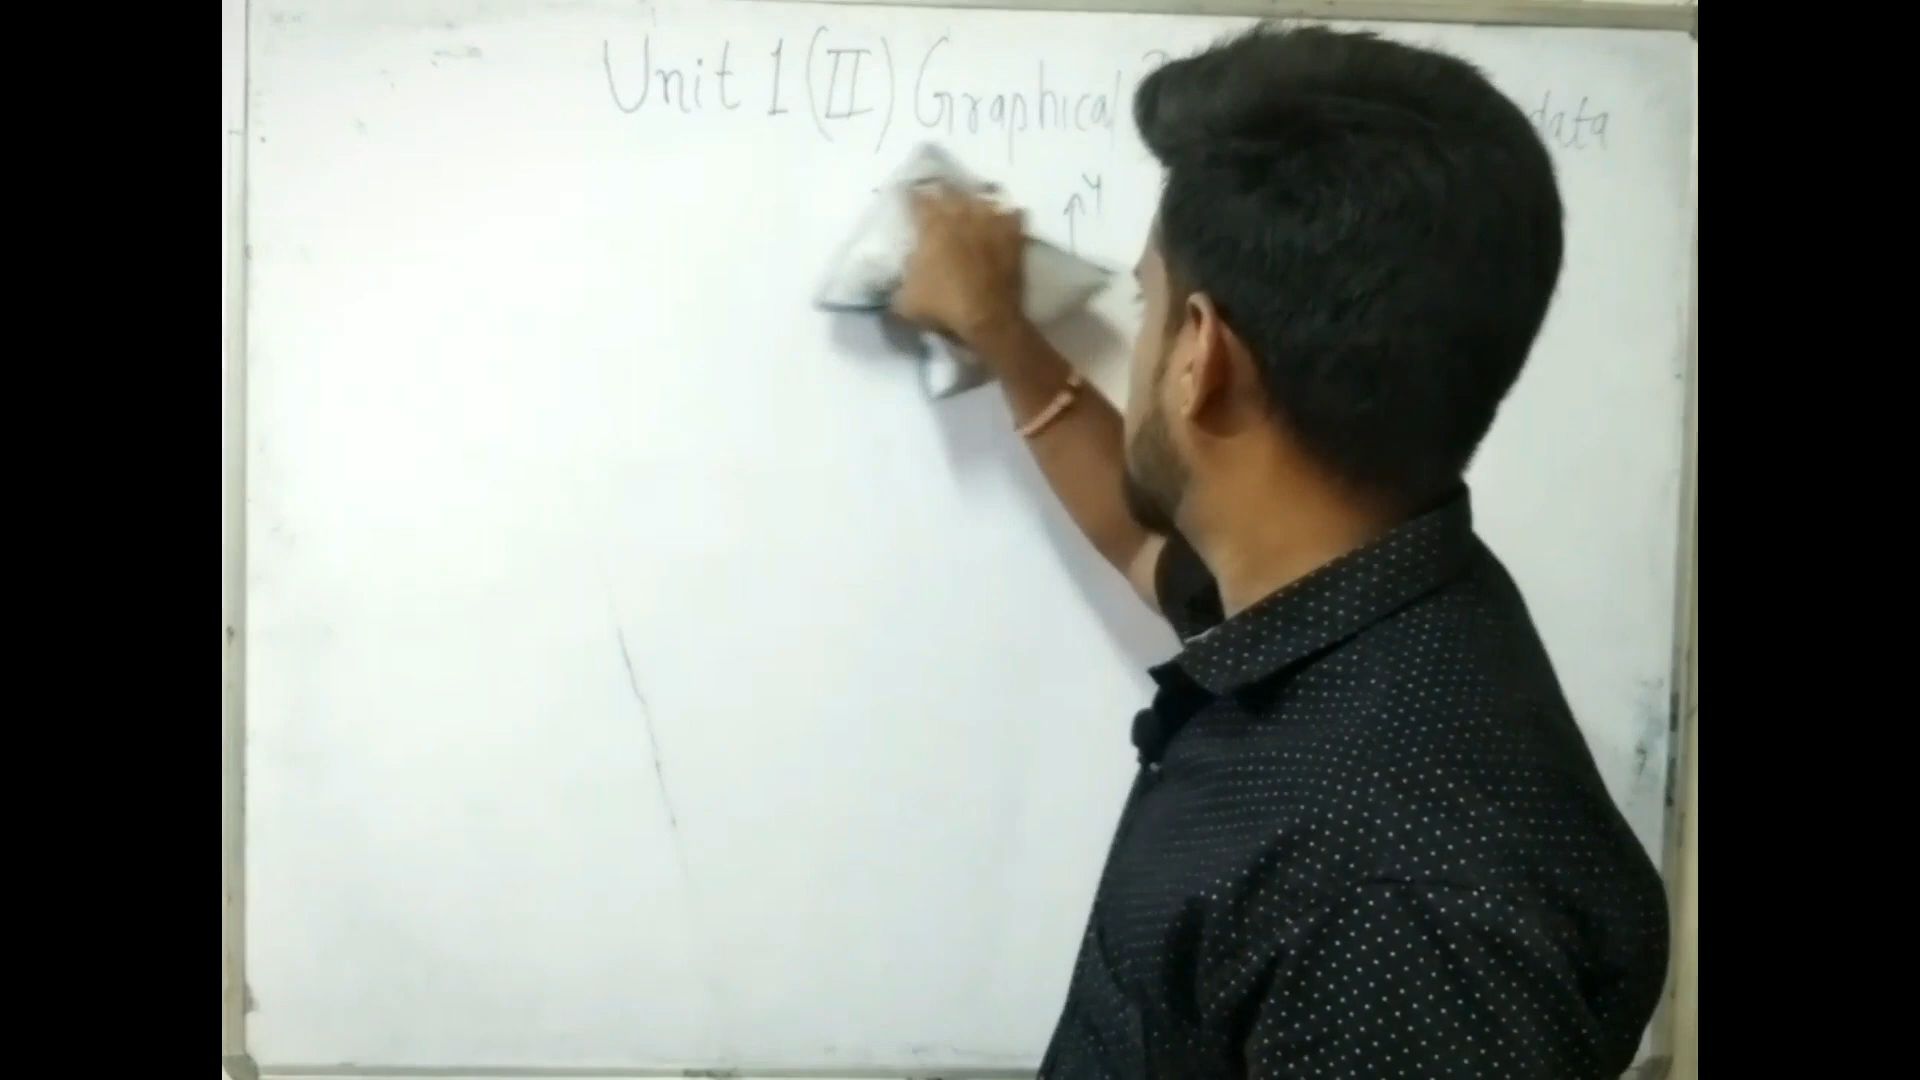 Unit 1 (II) Graphical data
Y